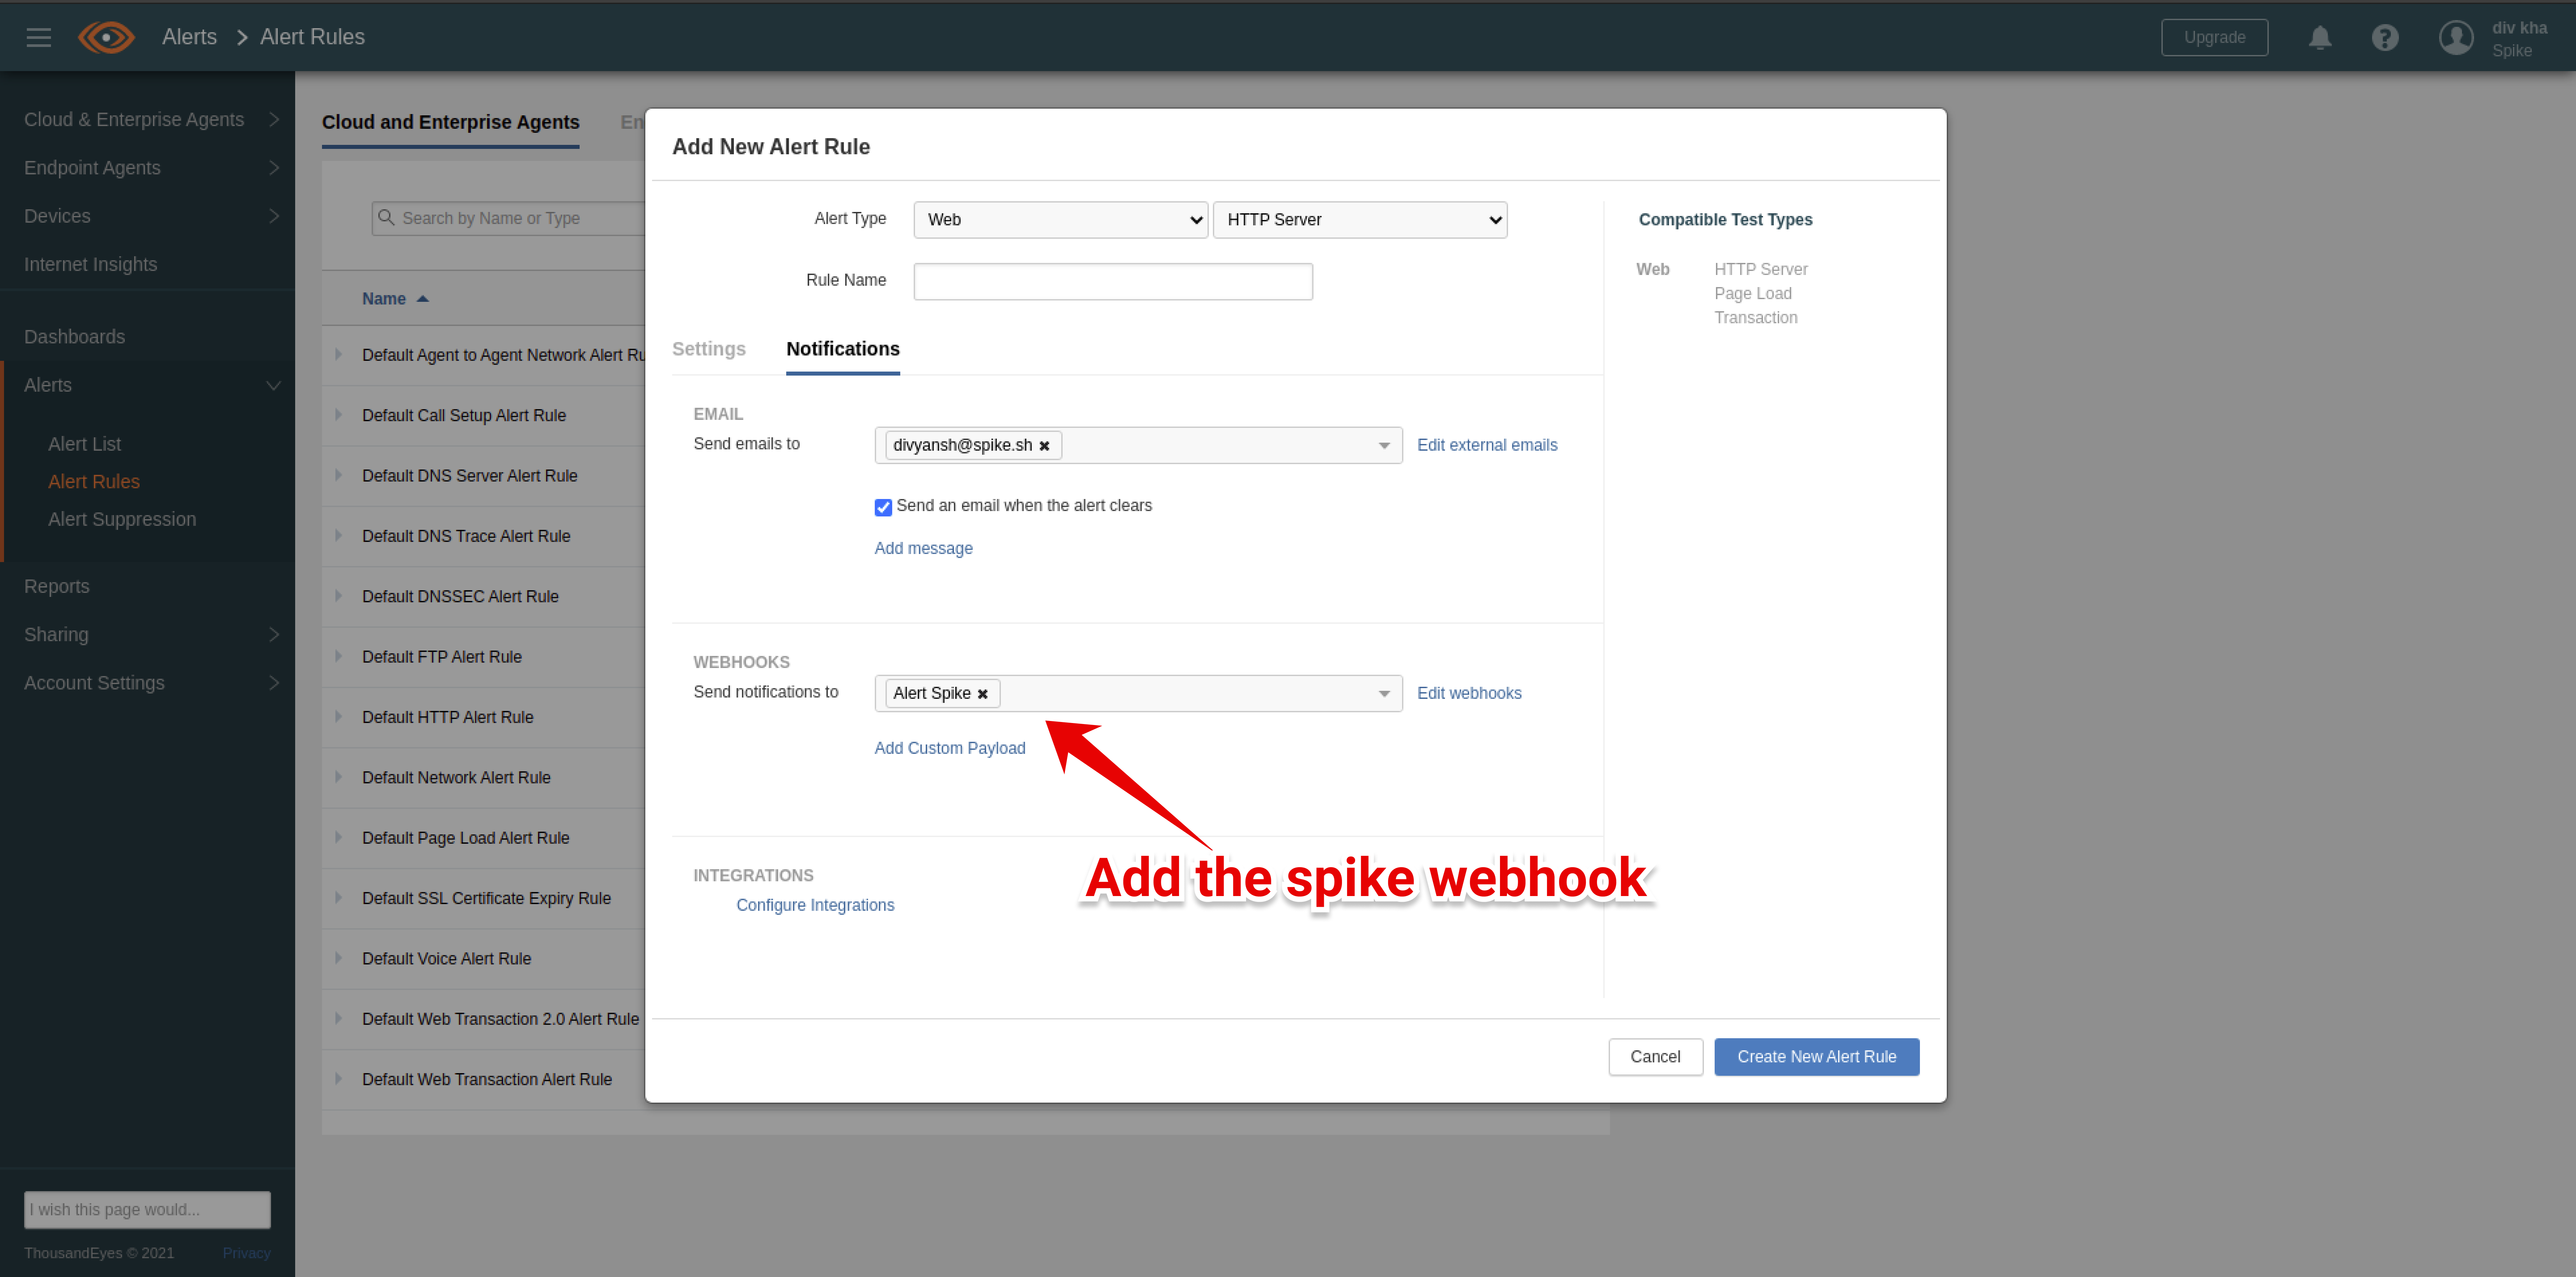 Alerts > Alert Rules
Upgrade
div kha
Spike
Cloud & Enterprise Agents
Endpoint Agents
Devices
Internet Insights
Dashboards
Alerts
Alert List
Alert Rules
Alert Suppression
Reports
Sharing
Account Settings
I wish this page would...
ThousandEyes © 2021 Privacy
Cloud and Enterprise Agents En
Search by Name or Type
Name
Default Agent to Agent Network Alert Ru
Default Call Setup Alert Rule
Default DNS Server Alert Rule
Default DNS Trace Alert Rule
Default DNSSEC Alert Rule
Default FTP Alert Rule
Default HTTP Alert Rule
Default Network Alert Rule
Default Page Load Alert Rule
Default SSL Certificate Expiry Rule
Default Voice Alert Rule
Default Web Transaction 2.0 Alert Rule
Default Web Transaction Alert Rule
Add New Alert Rule
Alert Type Web HTTP Server
Rule Name
Settings Notifications
EMAIL
Send emails to divyansh@spike.sh Edit external emails
Send an email when the alert clears
Add message
WEBHOOKS
Send notifications to Alert Spike Edit webhooks
Add Custom Payload
Add the spike webhook
INTEGRATIONS
Configure Integrations
Compatible Test Types
Web HTTP Server
Page Load
Transaction
Cancel Create New Alert Rule